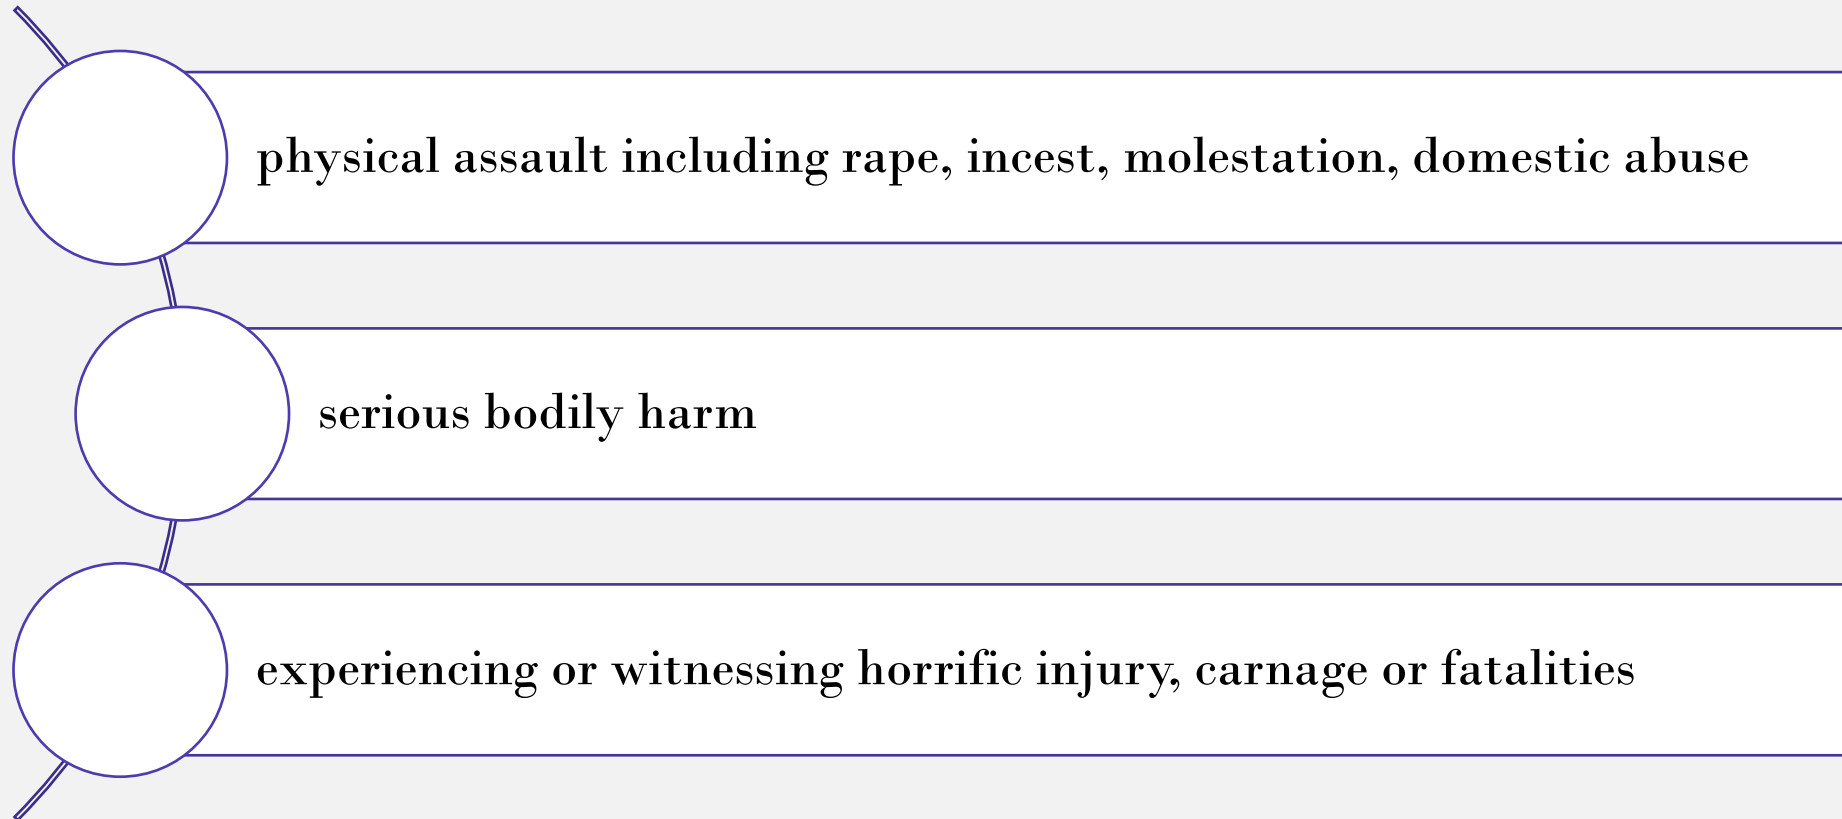 physical assault including rape, incest, molestation, domestic abuse
serious bodily harm
experiencing or witnessing horrific injury, carnage or fatalities